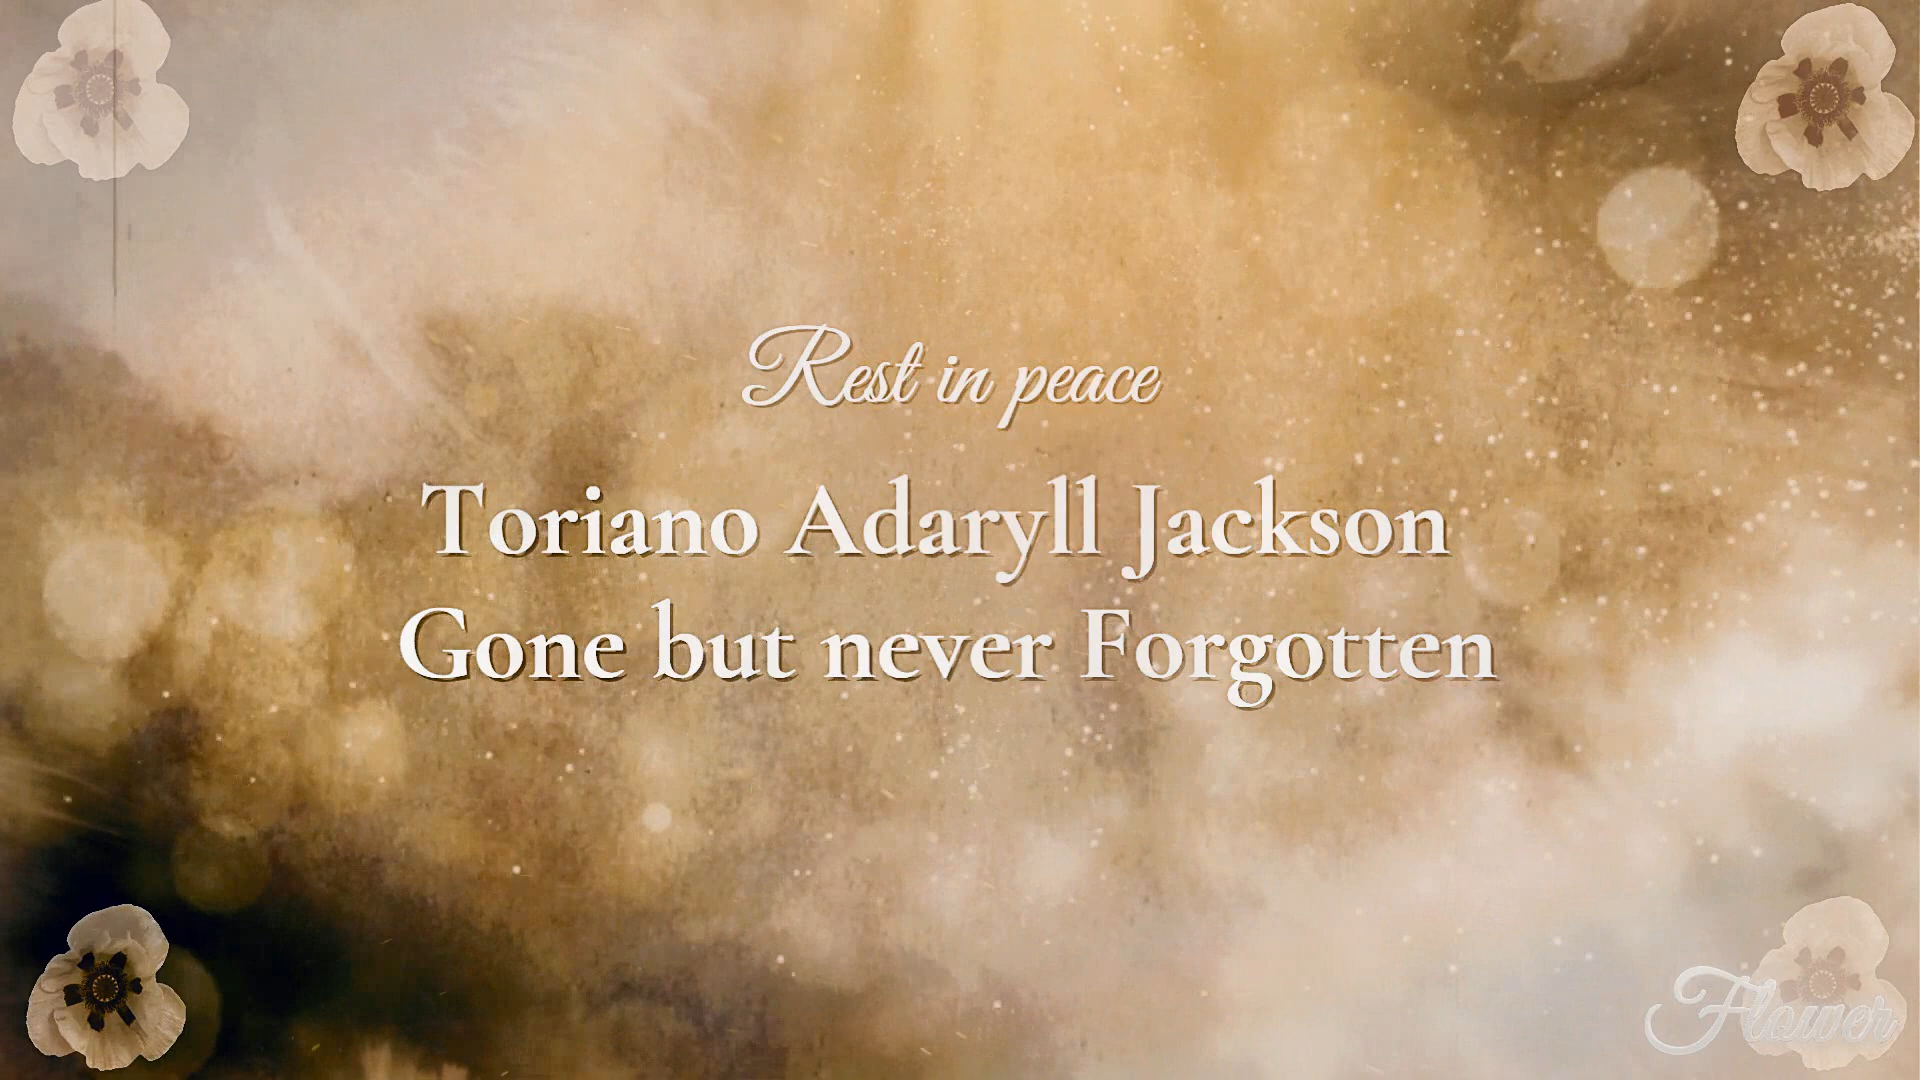 Rest in peace
Toriano Adaryll Jackson
Gone but never Forgotten
Flower